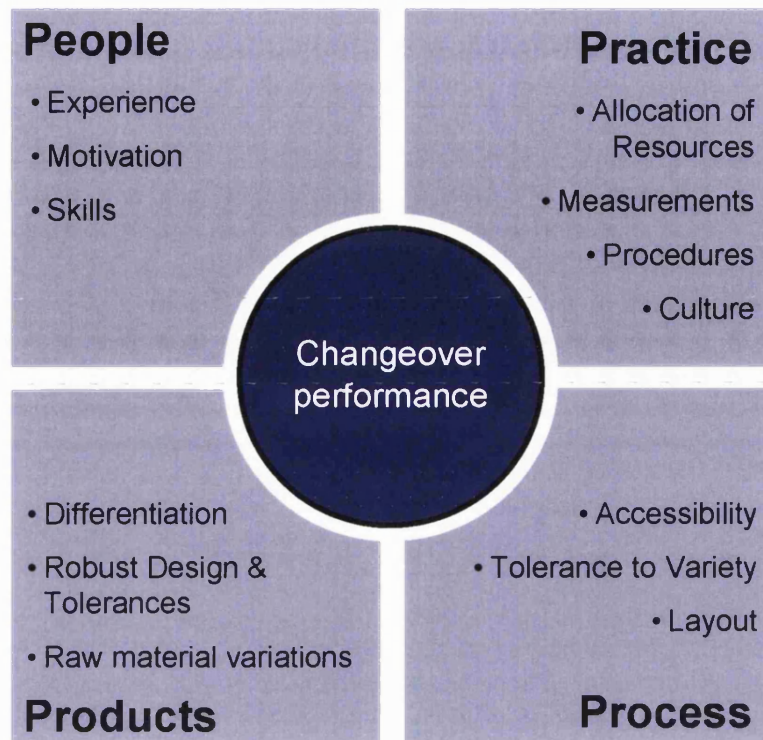 People
• Experience
• Motivation
• Skills
Practice
• Allocation of
Resources
• Measurements
• Procedures
• Culture
Changeover
performance
• Differentiation
• Robust Design &
Tolerances
• Raw material variations
Products
• Accessibility
• Tolerance to Variety
• Layout
Process